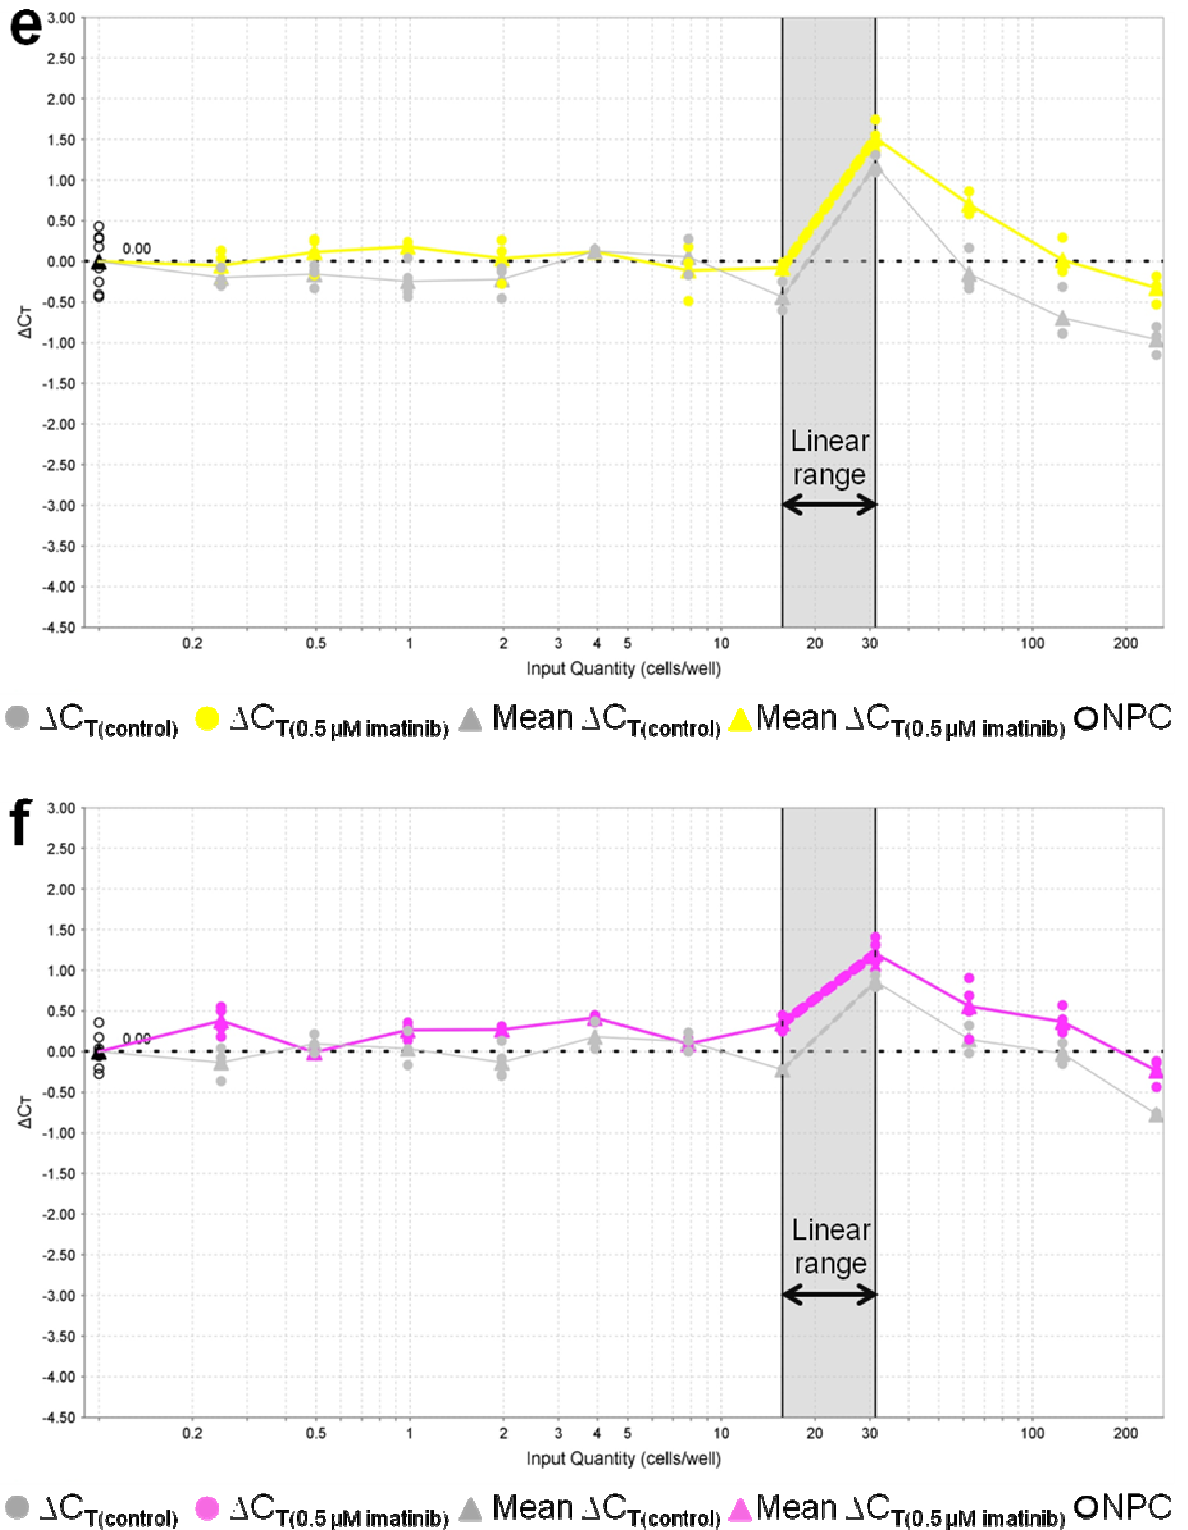 e
3.00
2.50
2.00
1.50
1.00
0.50
0.00
-0.50
-1.00
-1.50
-2.00
-2.50
-3.00
-3.50
-4.00
-4.50
ΔCT
0.00
Linear
range
0.2 0.5 1 2 3 4 5 10 20 30 100 200
Input Quantity (cells/well)
ΔCT(control) ΔCT(0.5 µM imatinib) Mean ΔCT(control) Mean ΔCT(0.5 µM imatinib) NPC
f
3.00
2.50
2.00
1.50
1.00
0.50
0.00
-0.50
-1.00
-1.50
-2.00
-2.50
-3.00
-3.50
-4.00
-4.50
ΔCT
0.00
Linear
range
0.2 0.5 1 2 3 4 5 10 20 30 100 200
Input Quantity (cells/well)
ΔCT(control) ΔCT(0.5 µM imatinib) Mean ΔCT(control) Mean ΔCT(0.5 µM imatinib) NPC